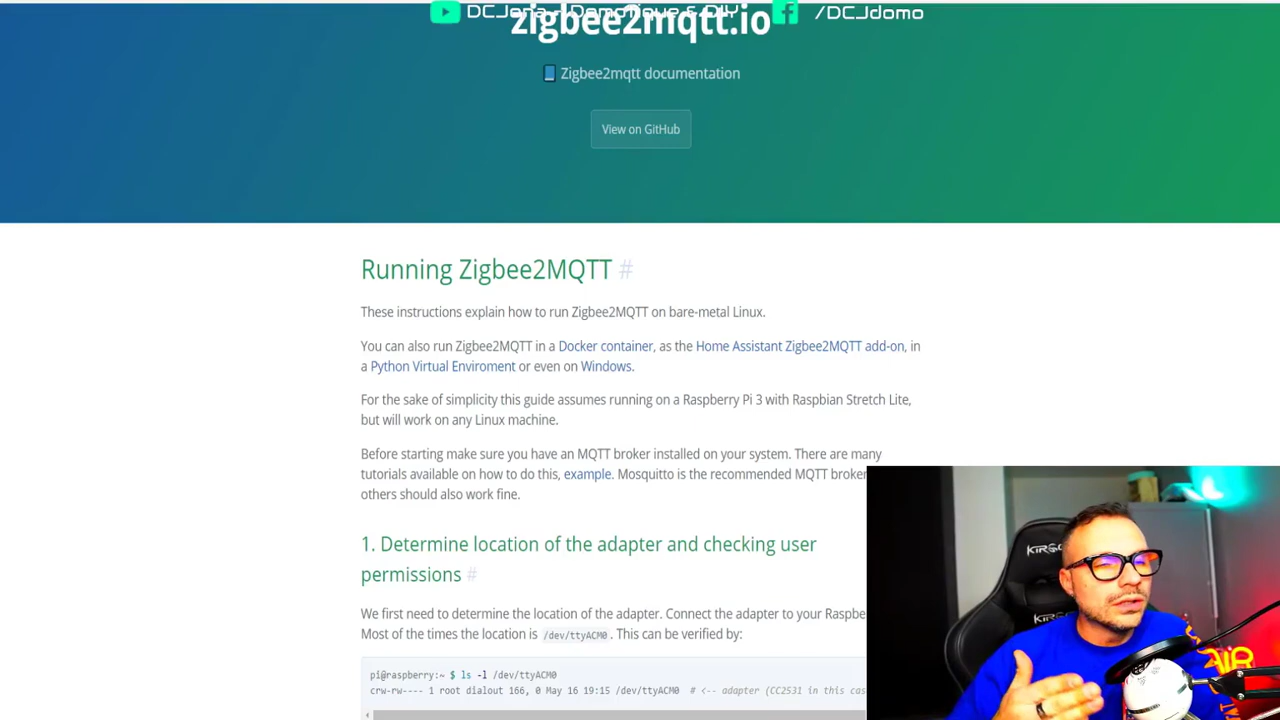 DCJona - Domotique & DIY /DCJdomo
zigbee2mqtt.io
Zigbee2mqtt documentation
View on GitHub
Running Zigbee2MQTT #
These instructions explain how to run Zigbee2MQTT on bare-metal Linux.
You can also run Zigbee2MQTT in a Docker container, as the Home Assistant Zigbee2MQTT add-on, in
a Python Virtual Enviroment or even on Windows.
For the sake of simplicity this guide assumes running on a Raspberry Pi 3 with Raspbian Stretch Lite,
but will work on any Linux machine.
Before starting make sure you have an MQTT broker installed on your system. There are many
tutorials available on how to do this, example. Mosquitto is the recommended MQTT broker
others should also work fine.
1. Determine location of the adapter and checking user
permissions #
We first need to determine the location of the adapter. Connect the adapter to your Raspbe
Most of the times the location is /dev/ttyACM0. This can be verified by:
pi@raspberry:~ $ ls -l /dev/ttyACM0
crw-rw---- 1 root dialout 166, 0 May 16 19:15 /dev/ttyACM0 # <-- adapter (CC2531 in this cas